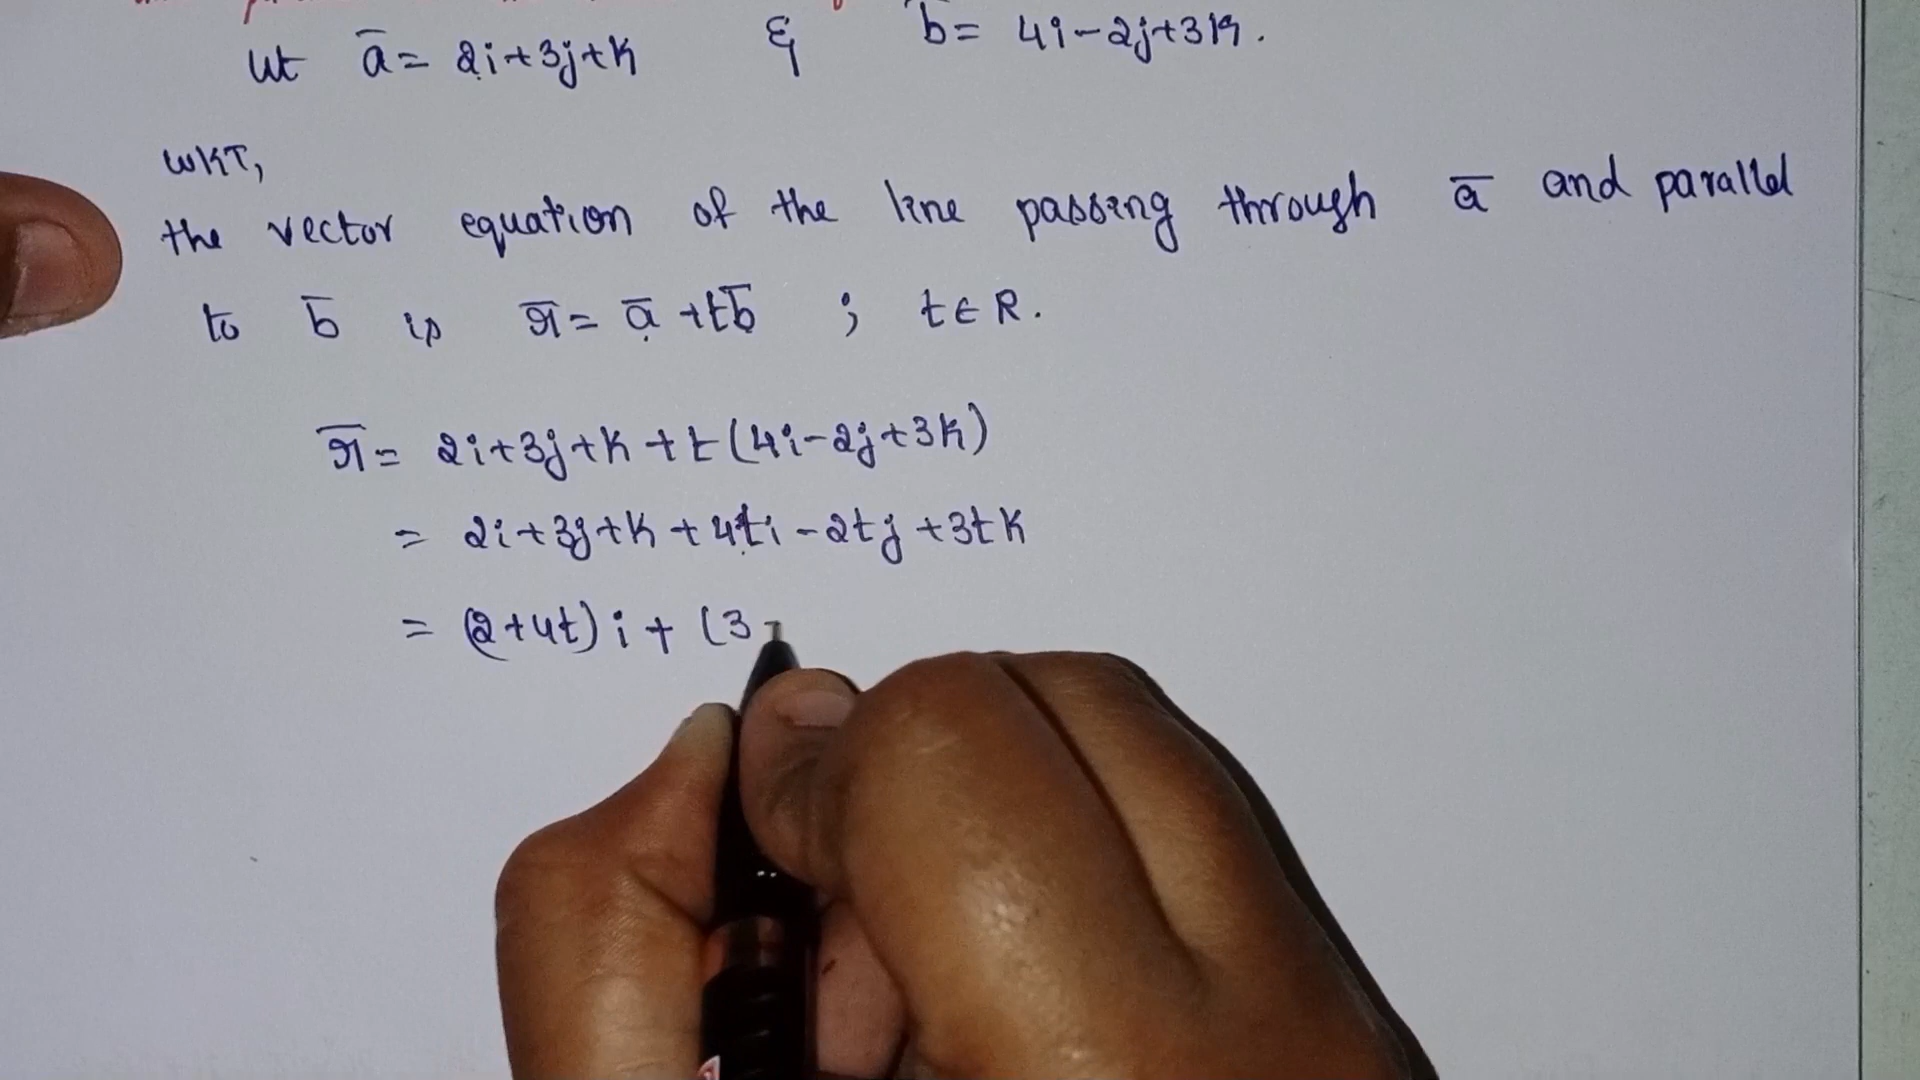 let a̅ = 2i+3j+k & b̅ = 4i-2j+3k.
WKT,
the vector equation of the line passing through a̅ and parallel
to b̅ is r̅ = a̅ +tb̅ ; t∈R.
r̅ = 2i+3j+k +t(4i-2j+3k)
= 2i+3j+k +4ti -2tj +3tk
= (2+4t) i + (3 -